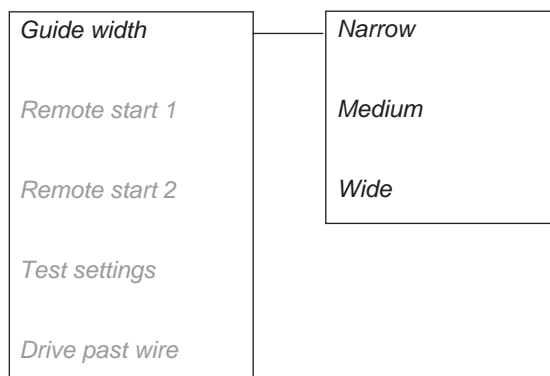 Guide width
Narrow
Remote start 1
Medium
Remote start 2
Wide
Test settings
Drive past wire